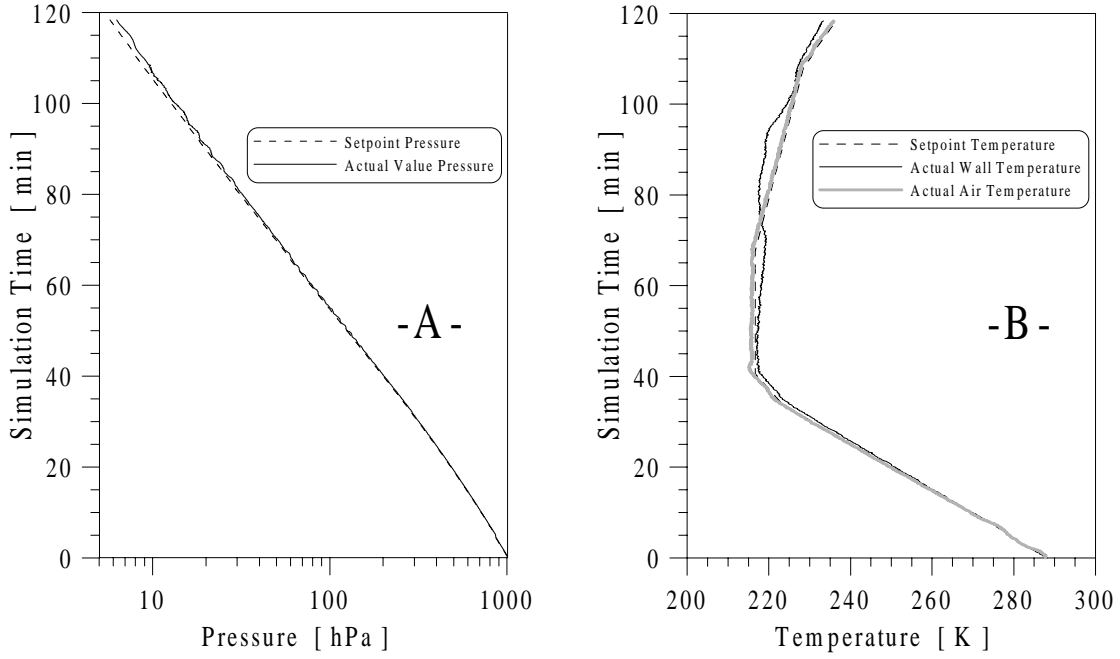 120
100
80
60
40
20
0
Simulation Time [ min ]
Setpoint Pressure
Actual Value Pressure
-A-
10 100 1000
Pressure [ hPa ]
120
100
80
60
40
20
0
Simulation Time [ min ]
Setpoint Temperature
Actual Wall Temperature
Actual Air Temperature
-B-
200 220 240 260 280 300
Temperature [ K ]